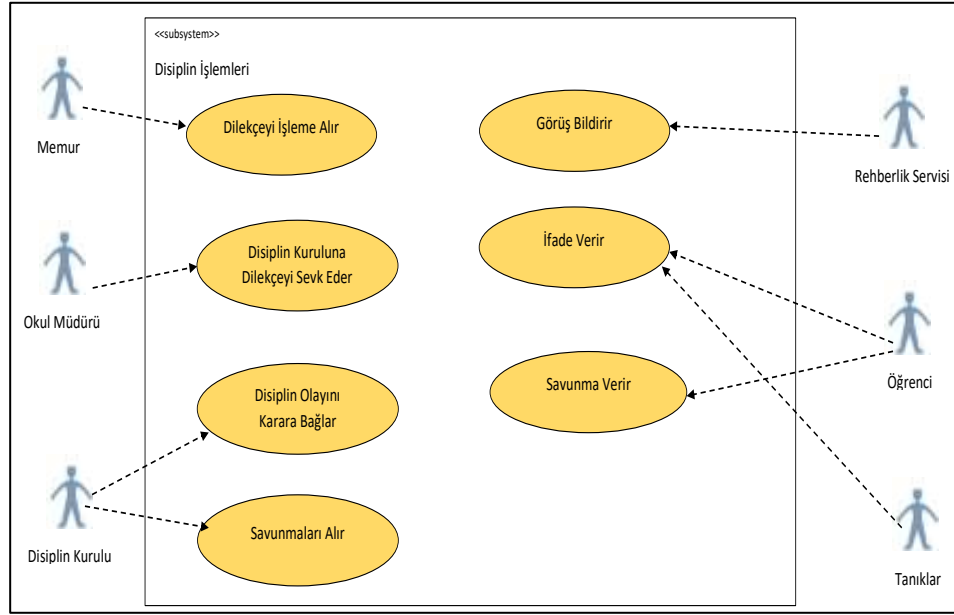 <<subsystem>>
Disiplin İşlemleri
Memur
Dilekçeyi İşleme Alır
Görüş Bildirir
Rehberlik Servisi
Okul Müdürü
Disiplin Kuruluna
Dilekçeyi Sevk Eder
İfade Verir
Öğrenci
Disiplin Olayını
Karara Bağlar
Savunma Verir
Disiplin Kurulu
Savunmaları Alır
Tanıklar